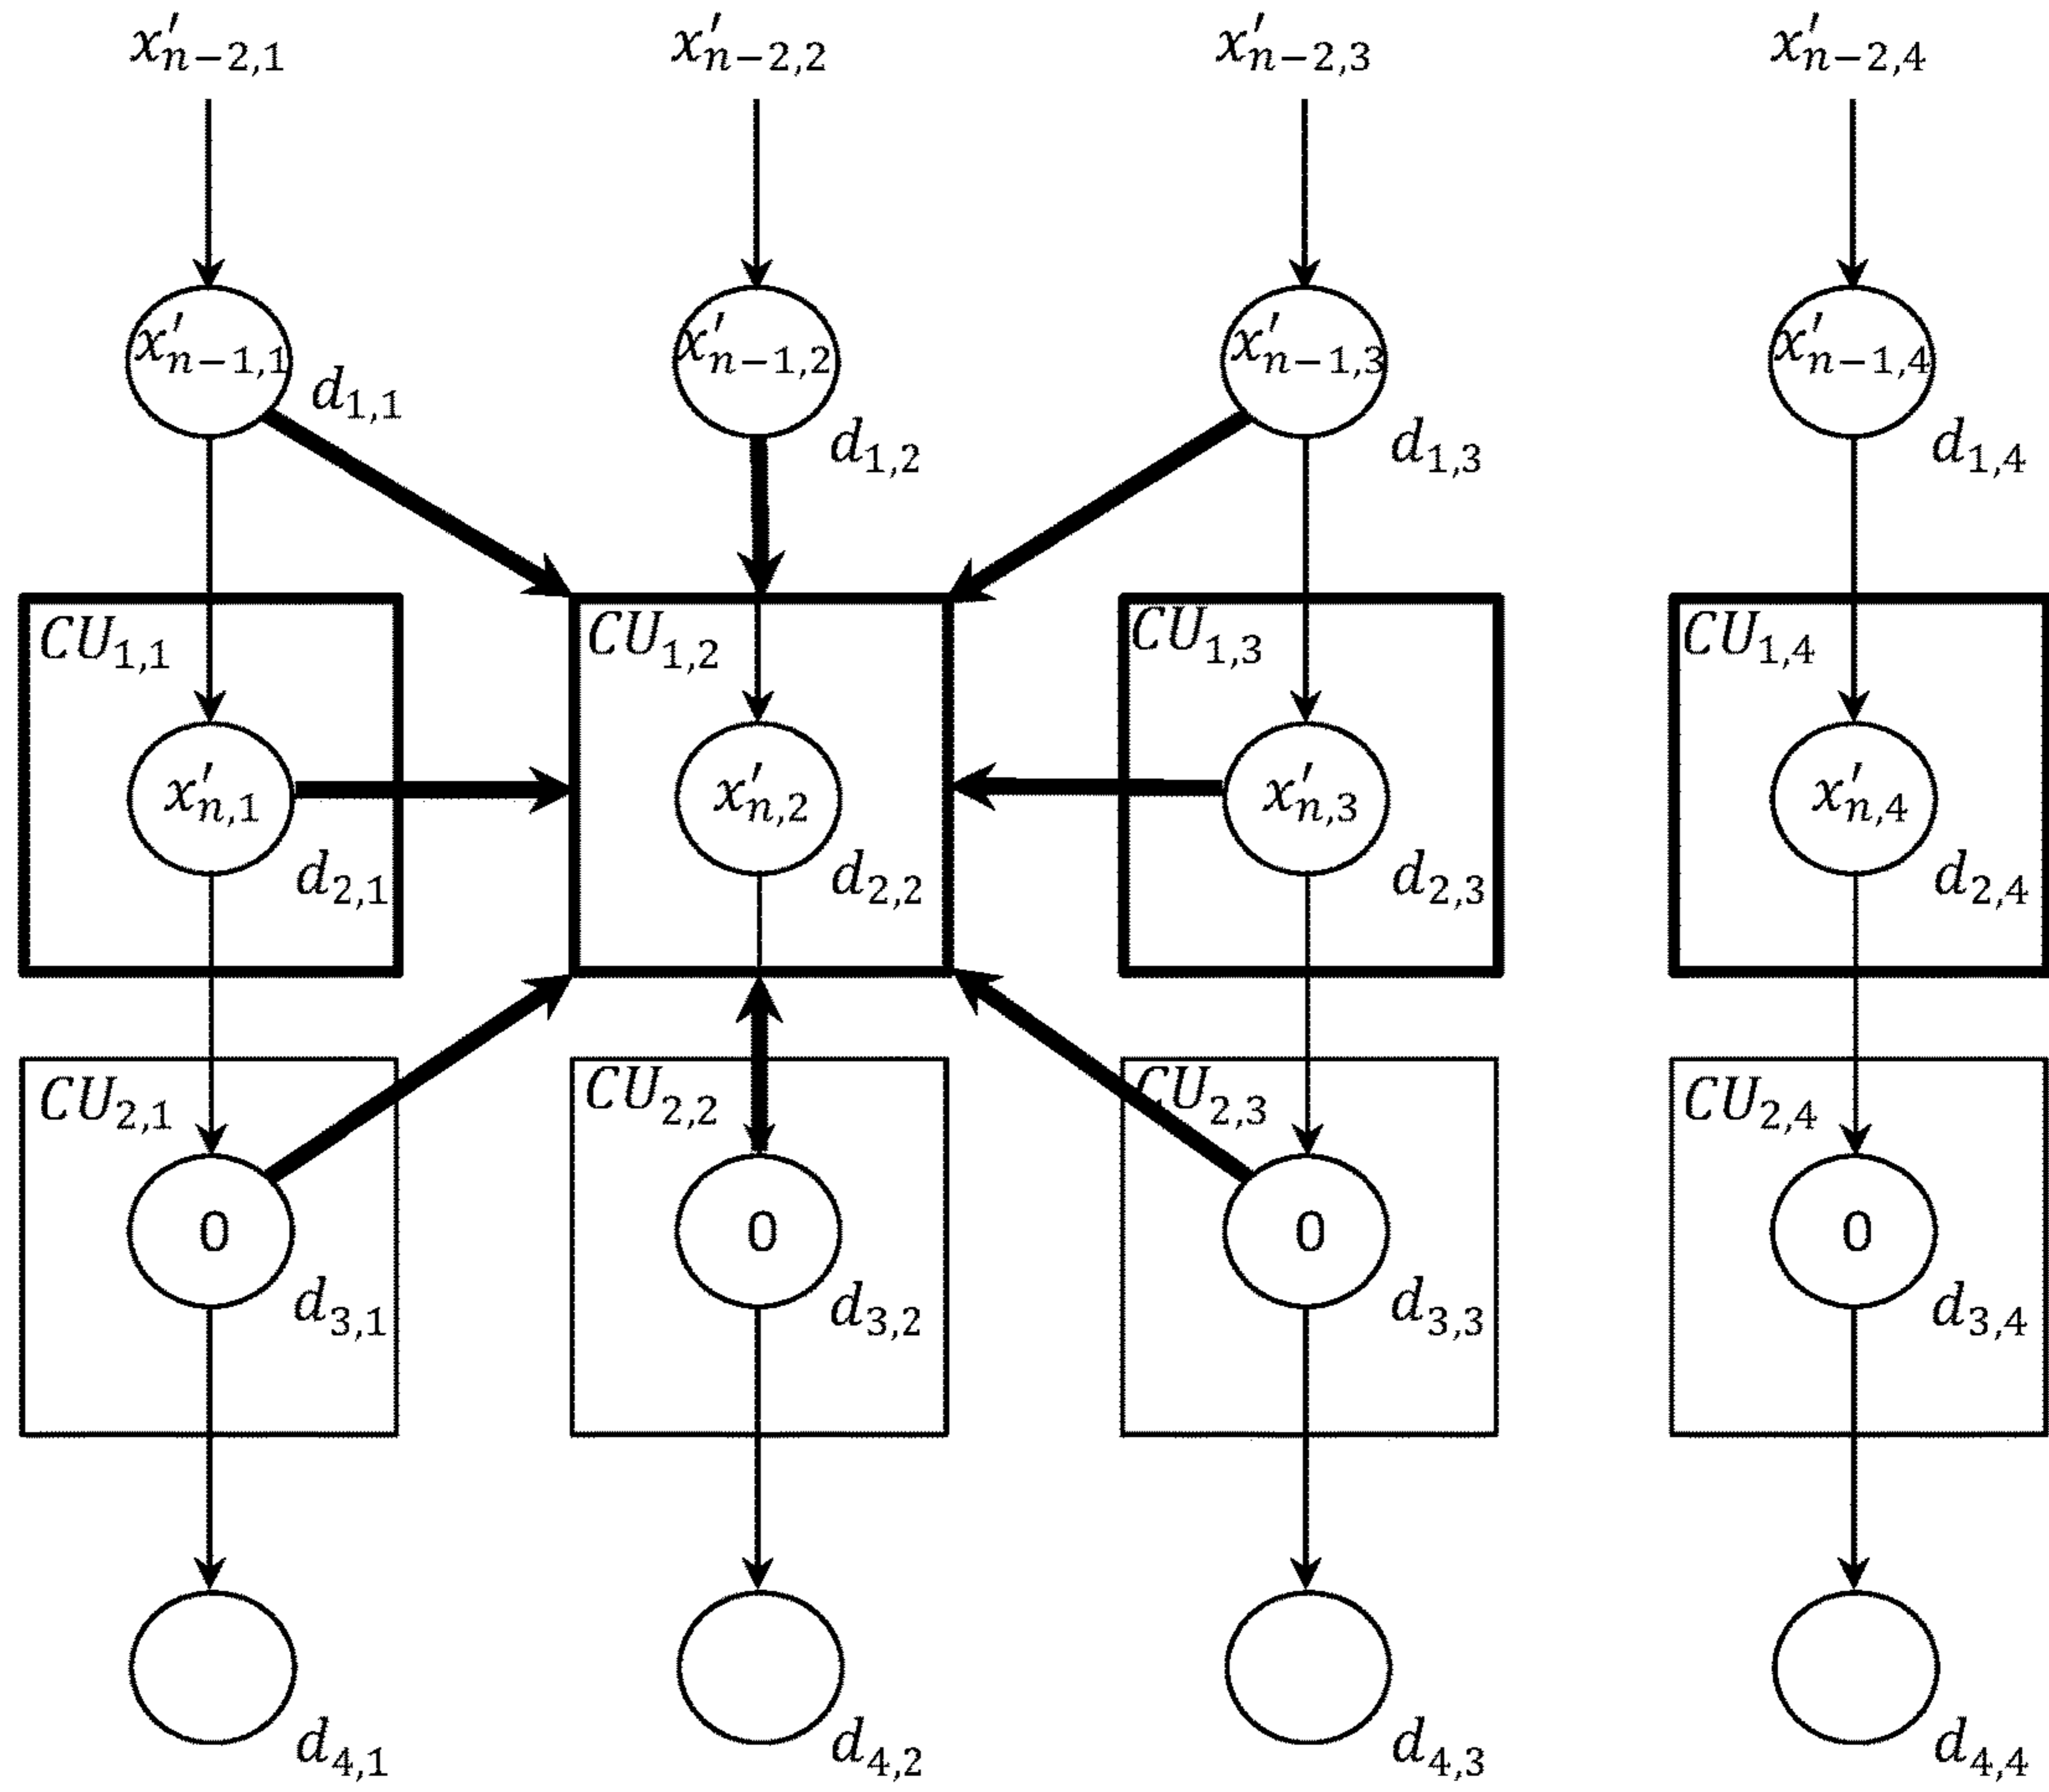 x′n−2,1 x′n−2,2 x′n−2,3 x′n−2,4
x′n−1,1 x′n−1,2 x′n−1,3 x′n−1,4
d1,1 d1,2 d1,3 d1,4
CU1,1 CU1,2 CU1,3 CU1,4
x′n,1 x′n,2 x′n,3 x′n,4
d2,1 d2,2 d2,3 d2,4
CU2,1 CU2,2 CU2,3 CU2,4
0 0 0 0
d3,1 d3,2 d3,3 d3,4
d4,1 d4,2 d4,3 d4,4